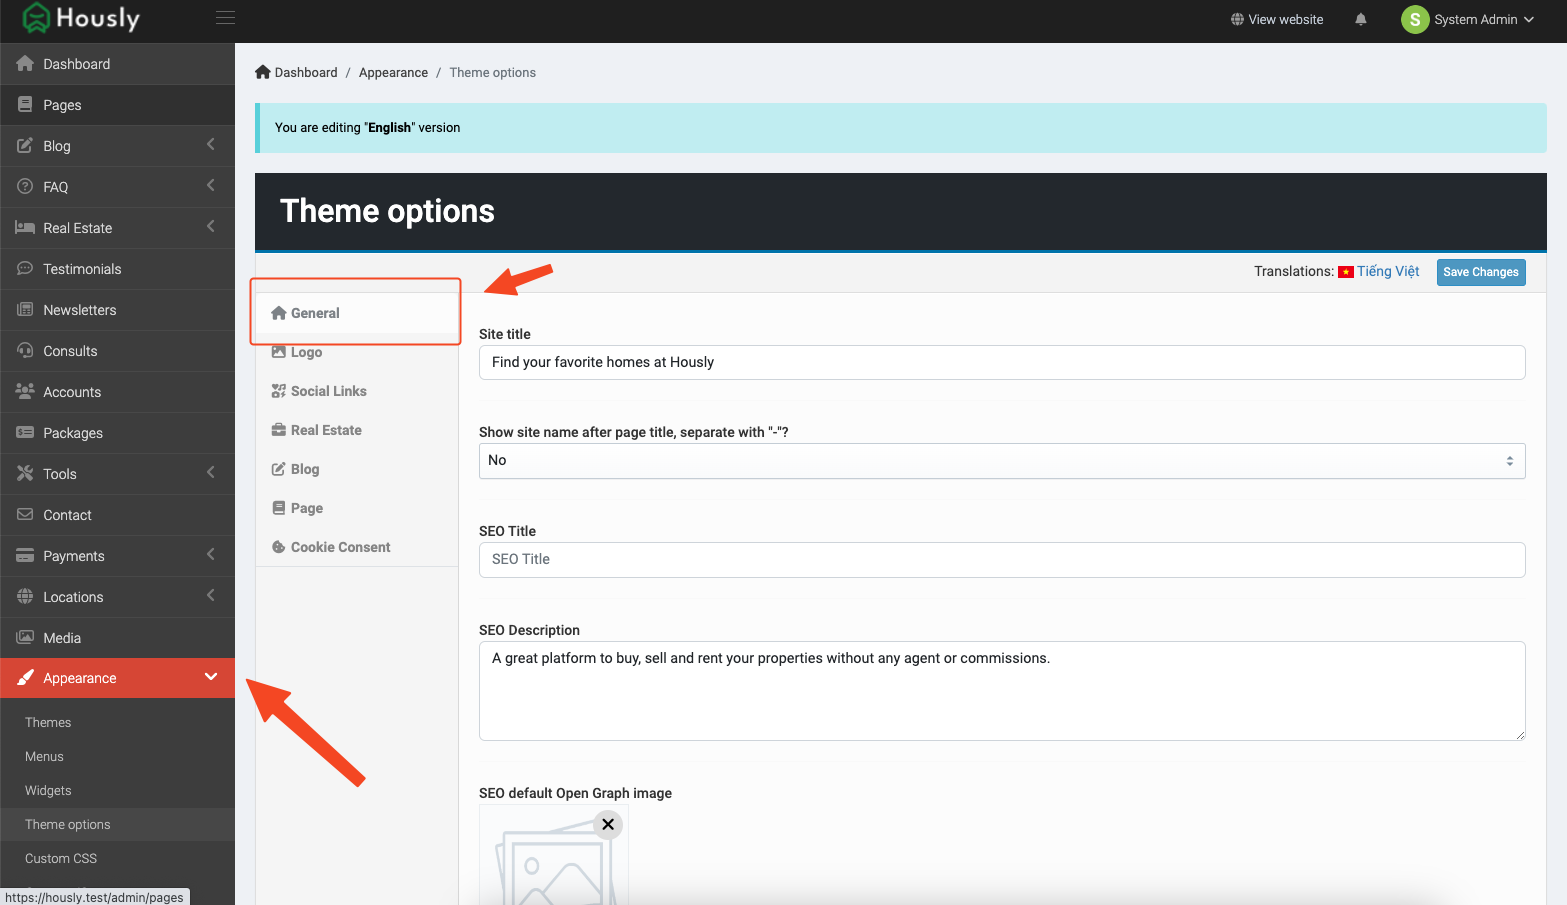 Hously
View website
S
System Admin
Dashboard
Pages
Blog
FAQ
Real Estate
Testimonials
Newsletters
Consults
Accounts
Packages
Tools
Contact
Payments
Locations
Media
Appearance
Themes
Menus
Widgets
Theme options
Custom CSS
https://hously.test/admin/pages
Dashboard / Appearance / Theme options
You are editing "English" version
Theme options
Translations: Tiếng Việt
Save Changes
General
Logo
Social Links
Real Estate
Blog
Page
Cookie Consent
Site title
Find your favorite homes at Hously
Show site name after page title, separate with "-"?
No
SEO Title
SEO Title
SEO Description
A great platform to buy, sell and rent your properties without any agent or commissions.
SEO default Open Graph image